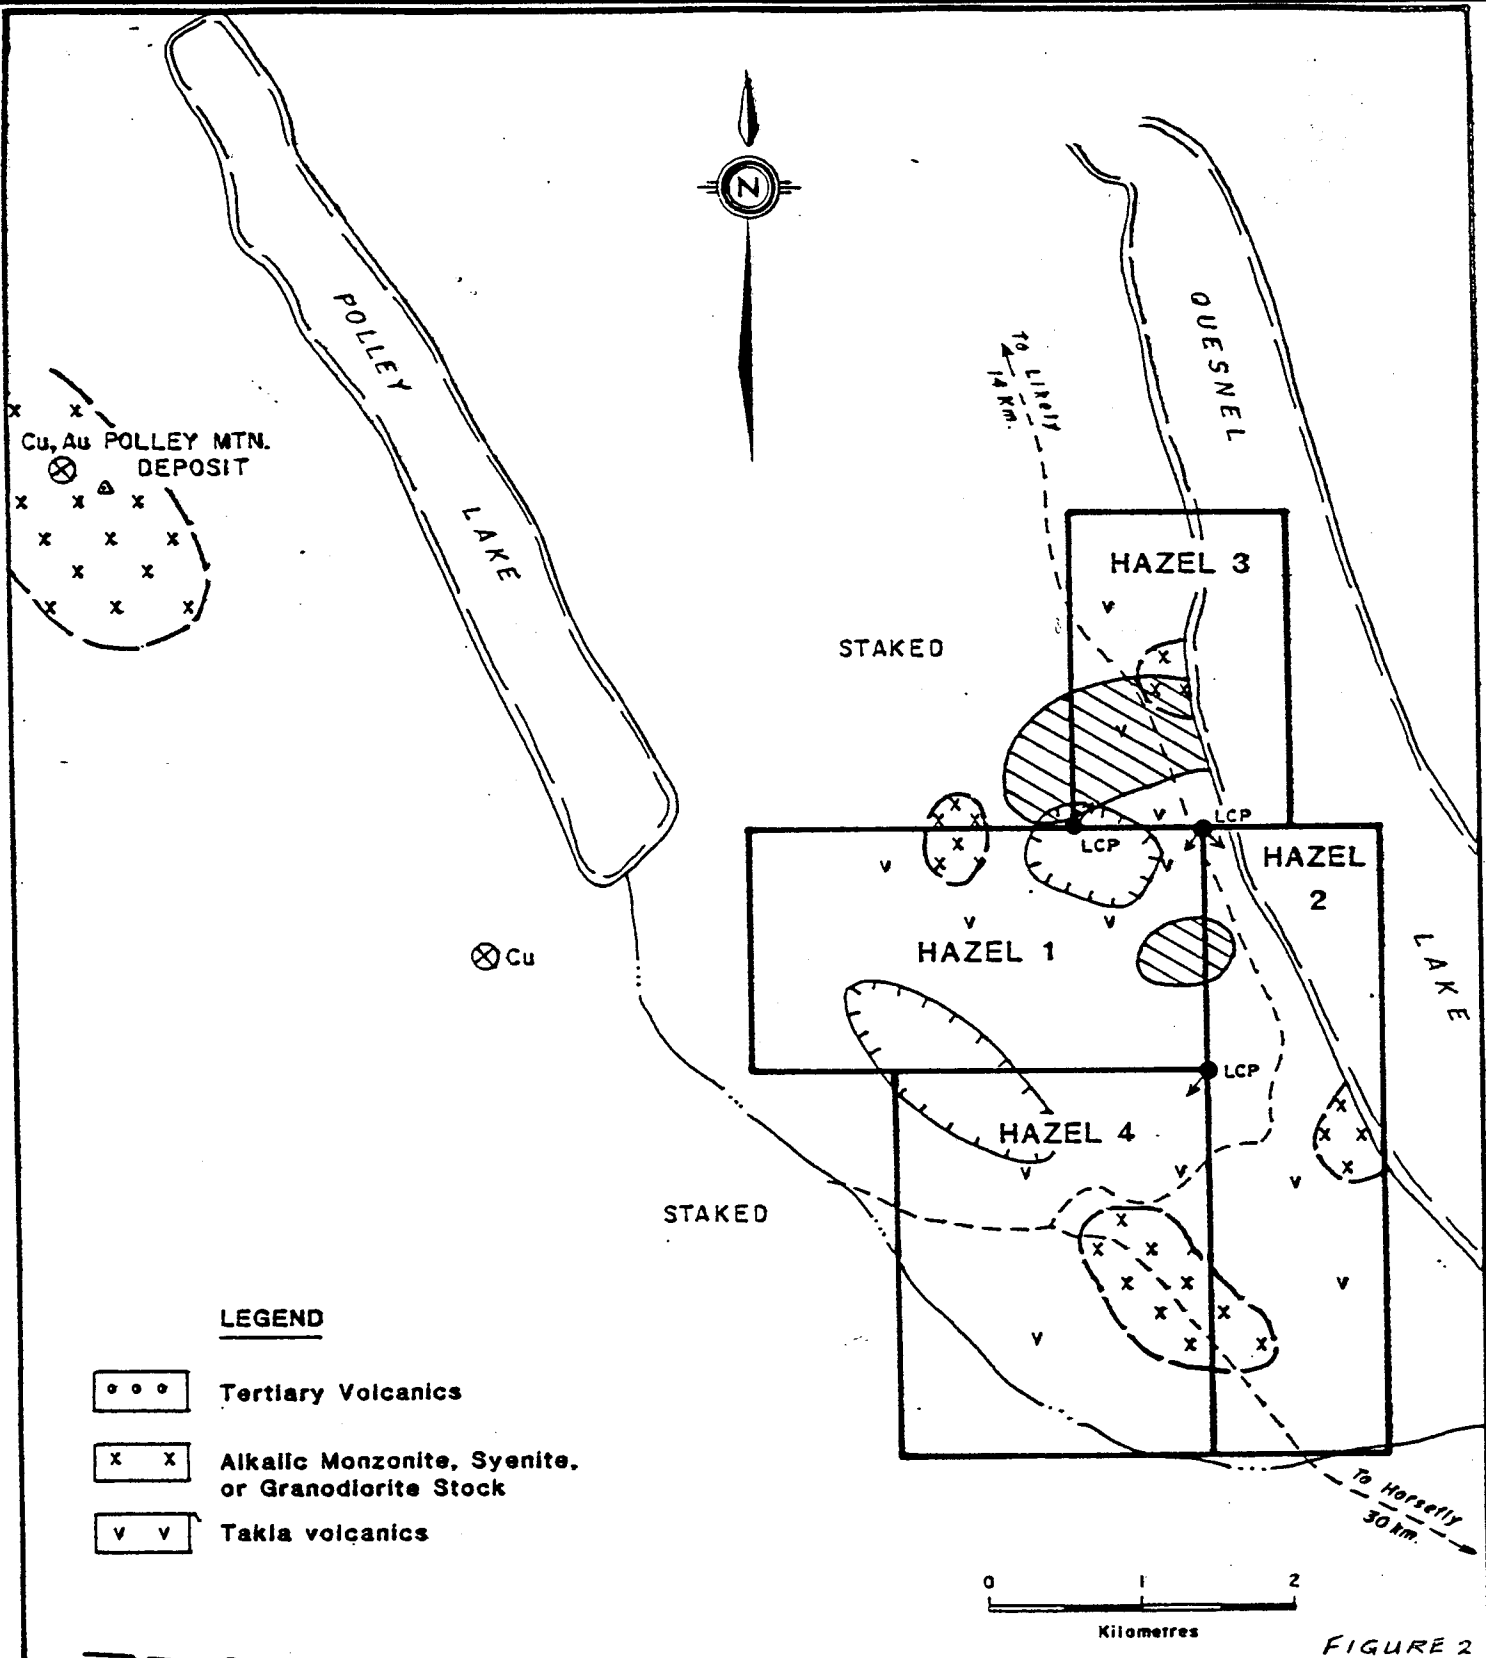 N
POLLEY
LAKE
QUESNEL
LAKE
To Likely
14 Km.
Cu, Au POLLEY MTN.
DEPOSIT
HAZEL 3
STAKED
LCP
LCP
HAZEL
2
HAZEL 1
Cu
LCP
HAZEL 4
STAKED
LEGEND
Tertiary Volcanics
x x
Alkalic Monzonite, Syenite,
or Granodiorite Stock
v v
Takla volcanics
To Horsefly
30 km.
0 1 2
Kilometres
FIGURE 2